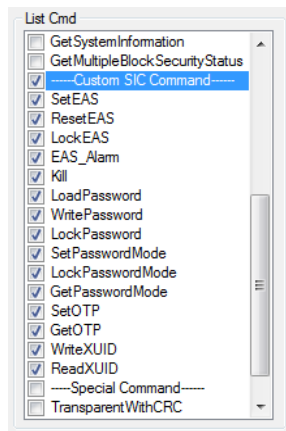 List Cmd
GetSystemInformation
GetMultipleBlockSecurityStatus
------Custom SIC Command------
SetEAS
ResetEAS
LockEAS
EAS_Alarm
Kill
LoadPassword
WritePassword
LockPassword
SetPasswordMode
LockPasswordMode
GetPasswordMode
SetOTP
GetOTP
WriteXUID
ReadXUID
-----Special Command------
TransparentWithCRC